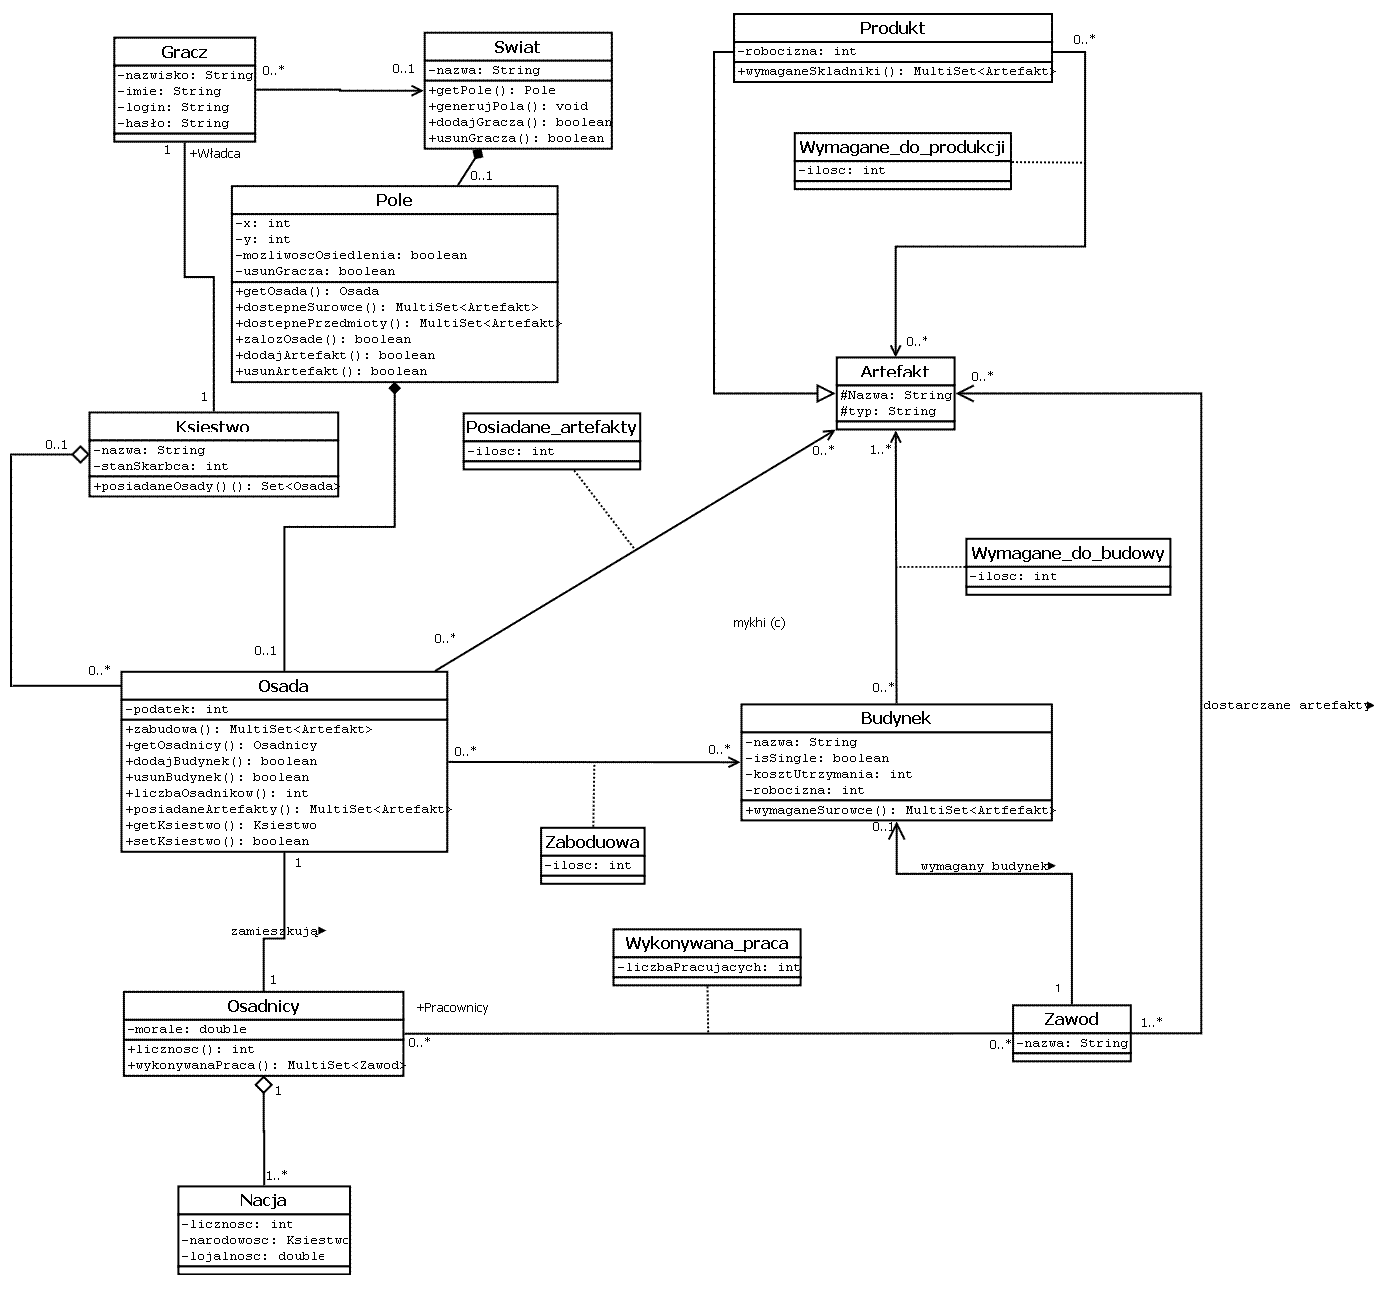 Gracz
-nazwisko: String
-imie: String
-login: String
-hasło: String
0..*
0..1
1
+Władca
Swiat
-nazwa: String
+getPole(): Pole
+generujPola(): void
+dodajGracza(): boolean
+usunGracza(): boolean
0..1
Produkt
-robocizna: int
+wymaganeSkladniki(): MultiSet<Artefakt>
0..*
Wymagane_do_produkcji
-ilosc: int
Pole
-x: int
-y: int
-mozliwoscOsiedlenia: boolean
-usunGracza: boolean
+getOsada(): Osada
+dostepneSurowce(): MultiSet<Artefakt>
+dostepnePrzedmioty(): MultiSet<Artefakt>
+zalozOsade(): boolean
+dodajArtefakt(): boolean
+usunArtefakt(): boolean
0..*
Artefakt
#Nazwa: String
#typ: String
0..*
0..*
1..*
1
Ksiestwo
-nazwa: String
-stanSkarbca: int
+posiadaneOsady()(): Set<Osada>
0..1
Posiadane_artefakty
-ilosc: int
Wymagane_do_budowy
-ilosc: int
mykhi (c)
0..*
0..1
0..*
0..*
dostarczane artefakty
Osada
-podatek: int
+zabudowa(): MultiSet<Artefakt>
+getOsadnicy(): Osadnicy
+dodajBudynek(): boolean
+usunBudynek(): boolean
+liczbaOsadnikow(): int
+posiadaneArtefakty(): MultiSet<Artefakt>
+getKsiestwo(): Ksiestwo
+setKsiestwo(): boolean
0..*
0..*
Budynek
-nazwa: String
-isSingle: boolean
-kosztUtrzymania: int
-robocizna: int
+wymaganeSurowce(): MultiSet<Artfefakt>
0..1
Zaboduowa
-ilosc: int
1
wymagany budynek
zamieszkują
1
Wykonywana_praca
-liczbaPracujacych: int
1
Osadnicy
-morale: double
+licznosc(): int
+wykonywanaPraca(): MultiSet<Zawod>
+Pracownicy
0..*
0..*
Zawod
-nazwa: String
1..*
1
1..*
Nacja
-licznosc: int
-narodowosc: Ksiestwo
-lojalnosc: double